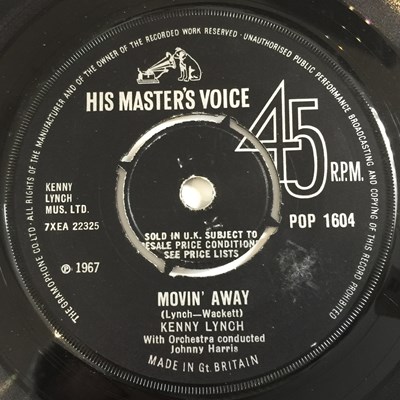 THE GRAMOPHONE CO LTD · ALL RIGHTS OF THE MANUFACTURER AND OF THE OWNER OF THE RECORDED WORK RESERVED · UNAUTHORISED PUBLIC PERFORMANCE BROADCASTING AND COPYING OF THIS RECORD PROHIBITED
HIS MASTER'S VOICE
45
R.P.M.
KENNY
LYNCH
MUS. LTD.
7XEA 22325
POP 1604
SOLD IN U.K. SUBJECT TO
RESALE PRICE CONDITIONS
SEE PRICE LISTS
℗ 1967
MOVIN' AWAY
(Lynch—Wackett)
KENNY LYNCH
With Orchestra conducted
Johnny Harris
MADE IN Gt. BRITAIN